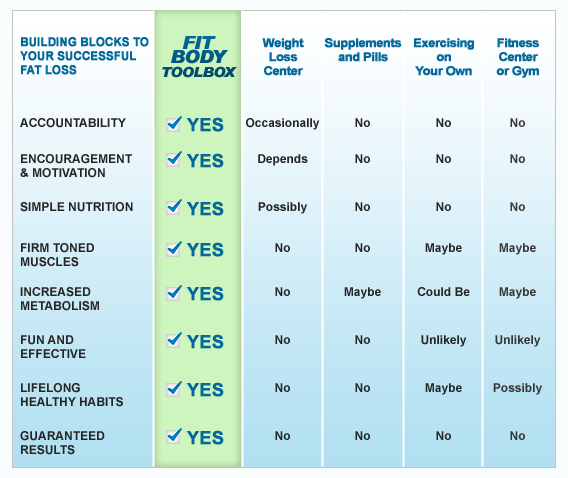 BUILDING BLOCKS TO
YOUR SUCCESSFUL
FAT LOSS
FIT
BODY
TOOLBOX
Weight
Loss
Center
Supplements
and Pills
Exercising
on
Your Own
Fitness
Center
or Gym
ACCOUNTABILITY
YES
Occasionally
No
No
No
ENCOURAGEMENT
& MOTIVATION
YES
Depends
No
No
No
SIMPLE NUTRITION
YES
Possibly
No
No
No
FIRM TONED
MUSCLES
YES
No
No
Maybe
Maybe
INCREASED
METABOLISM
YES
No
Maybe
Could Be
Maybe
FUN AND
EFFECTIVE
YES
No
No
Unlikely
Unlikely
LIFELONG
HEALTHY HABITS
YES
No
No
Maybe
Possibly
GUARANTEED
RESULTS
YES
No
No
No
No